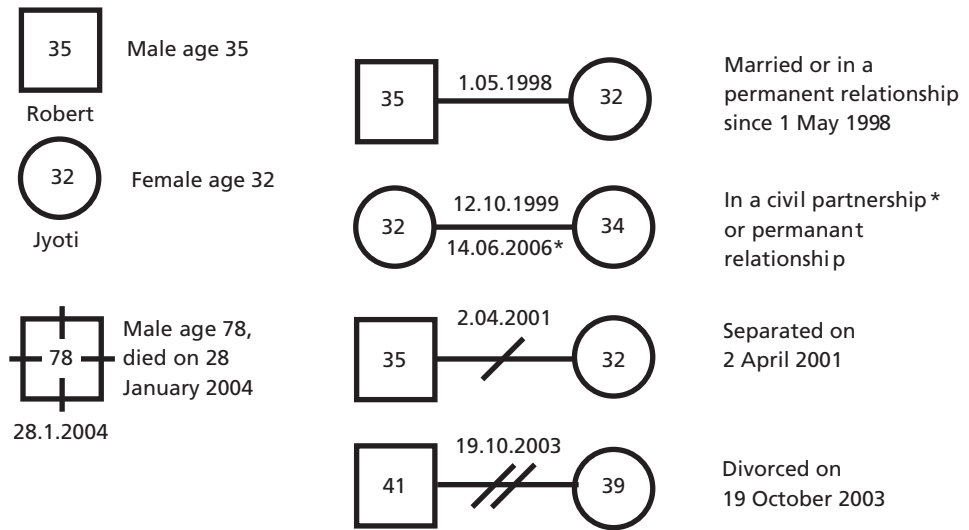 35
Male age 35
Robert
32
Female age 32
Jyoti
78
Male age 78,
died on 28
January 2004
28.1.2004
35
1.05.1998
32
Married or in a
permanent relationship
since 1 May 1998
32
12.10.1999
14.06.2006*
34
In a civil partnership*
or permanant
relationship
35
2.04.2001
32
Separated on
2 April 2001
41
19.10.2003
39
Divorced on
19 October 2003